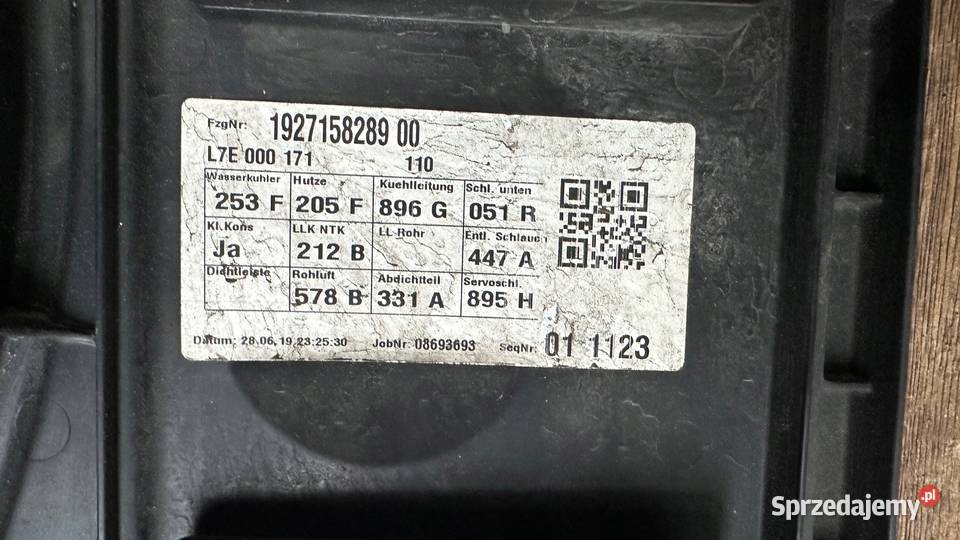 FzgNr: 1927158289 00
L7E 000 171 110
Wasserkuhler Hutze Kuehlleitung Schl. unten
253 F 205 F 896 G 051 R
Kl.Kons LLK NTK LL Rohr Entl. Schlauch
Ja 212 B 447 A
Dichtleiste Rohluft Abdichtteil Servoschl.
578 B 331 A 895 H
Datum: 28.06.19.23:25:30 JobNr: 08693693 SeqNr: 01 1123
Sprzedajemy.pl